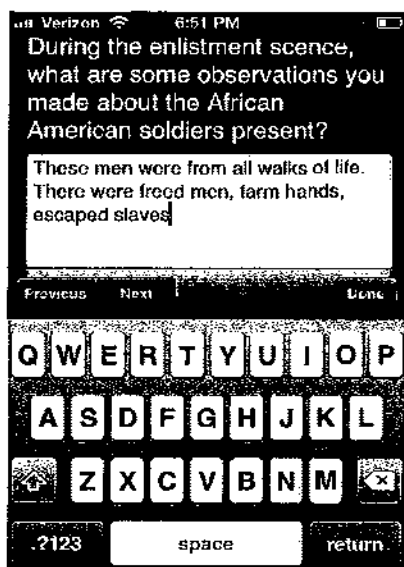 Verizon 6:51 PM
During the enlistment scence,
what are some observations you
made about the African
American soldiers present?
These men were from all walks of life.
There were freed men, farm hands,
escaped slaves
Previous Next Done
Q W E R T Y U I O P
A S D F G H J K L
Z X C V B N M
.?123 space return